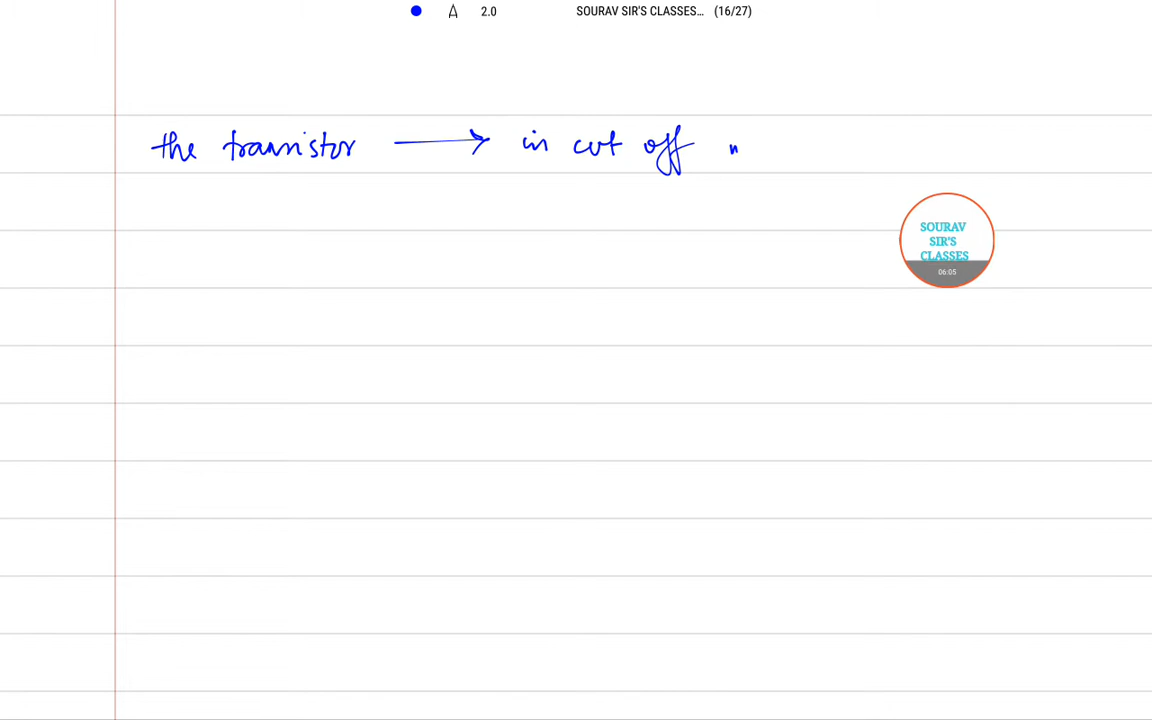 2.0 SOURAV SIR'S CLASSES... (16/27)
the transistor → in cut off
SOURAV
SIR'S
CLASSES
06:05